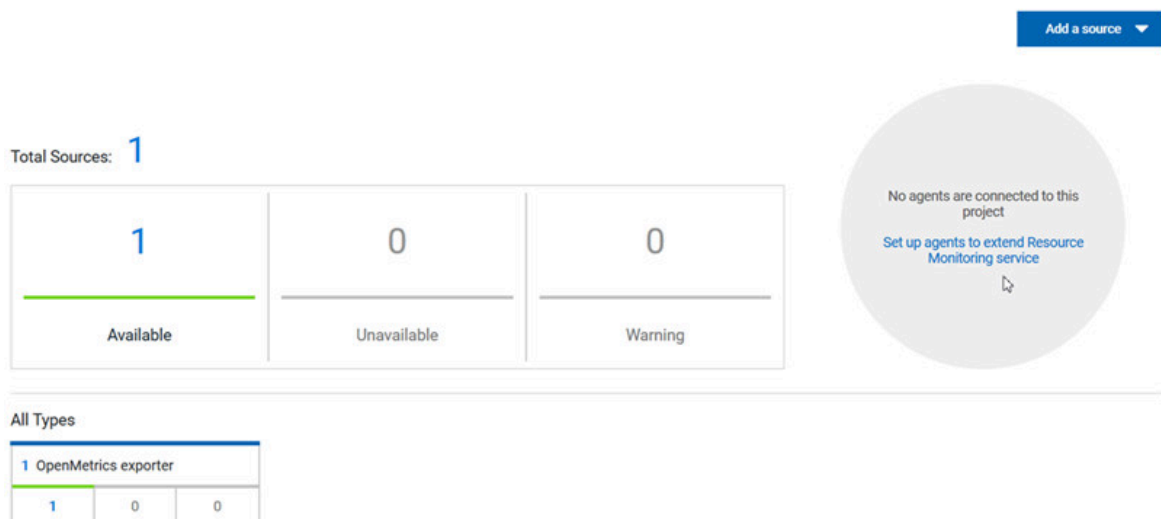 Add a source
Total Sources: 1
No agents are connected to this
project
Set up agents to extend Resource
Monitoring service
1 0 0
Available Unavailable Warning
All Types
1 OpenMetrics exporter
1 0 0